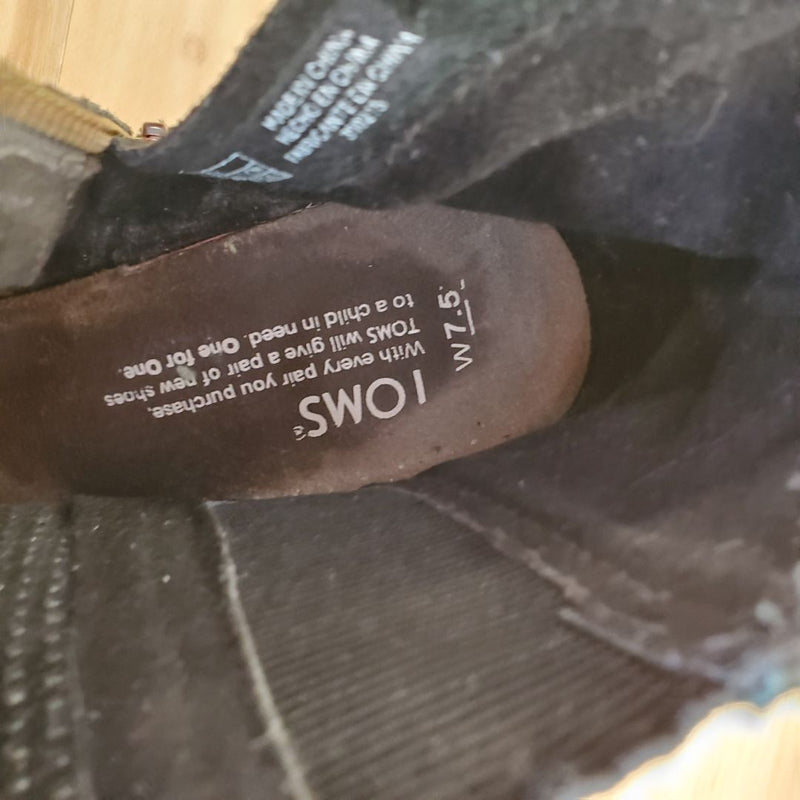 MADE IN CHINA
HECHO EN CHINA
FABRIQUÉ EN CHINE
TOMS
With every pair you purchase,
TOMS will give a pair of new shoes
to a child in need. One for One.
W 7.5